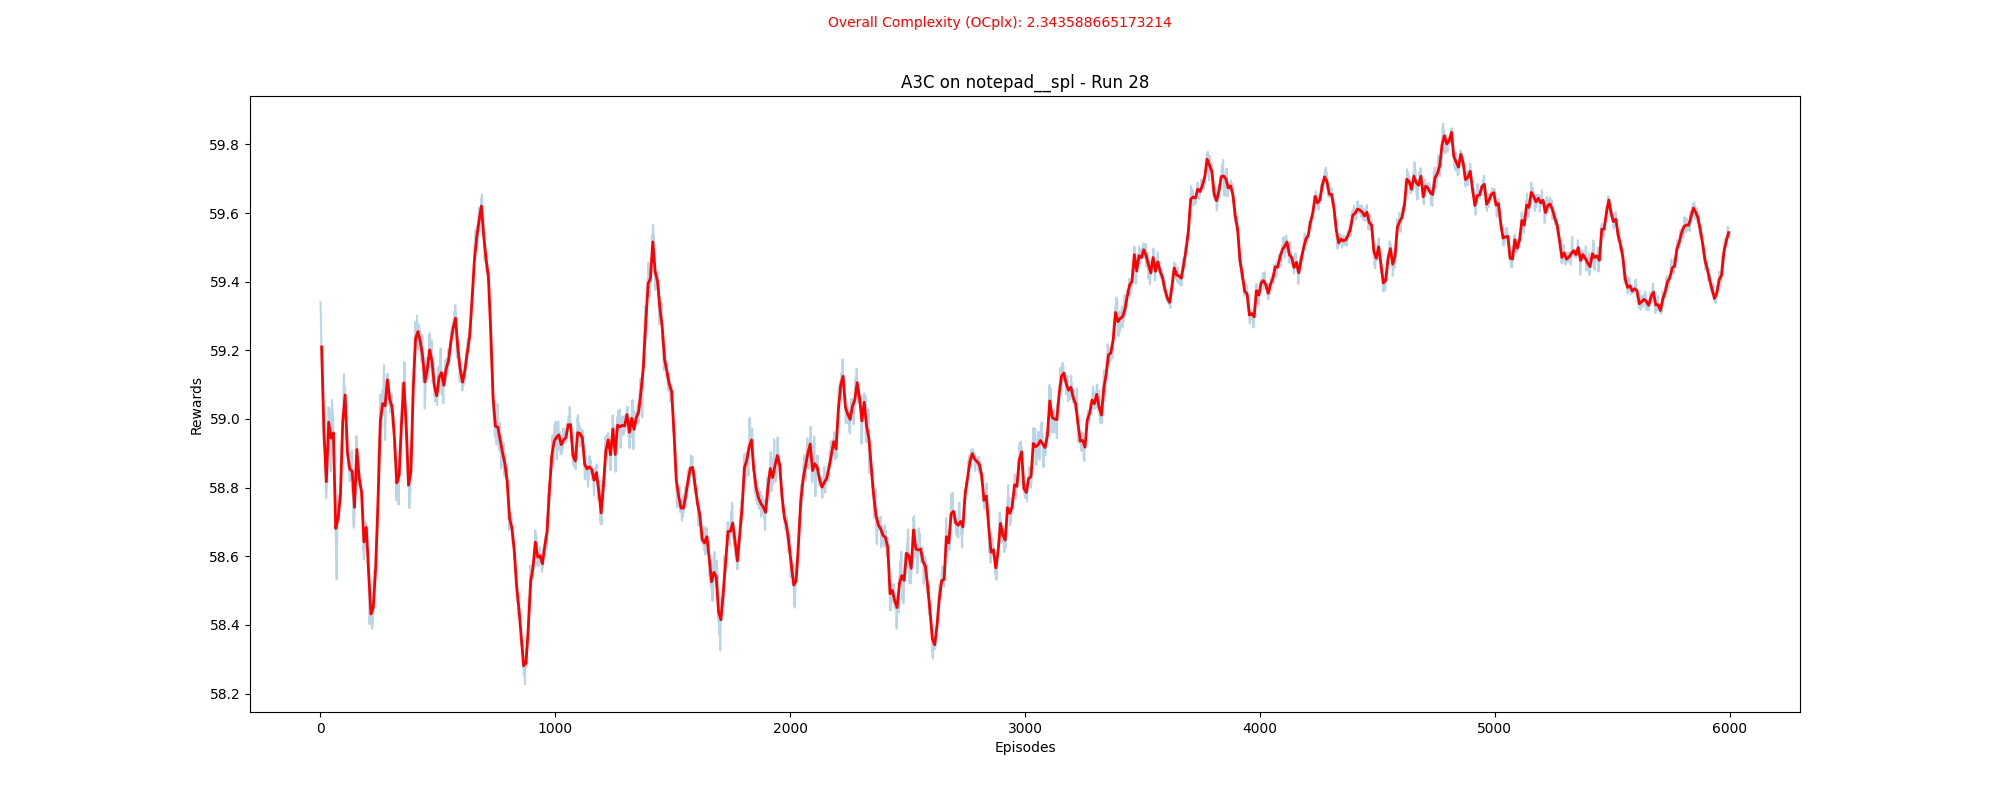 Overall Complexity (OCplx): 2.343588665173214
A3C on notepad__spl - Run 28
59.8
59.6
59.4
59.2
59.0
58.8
58.6
58.4
58.2
Rewards
0 1000 2000 3000 4000 5000 6000
Episodes